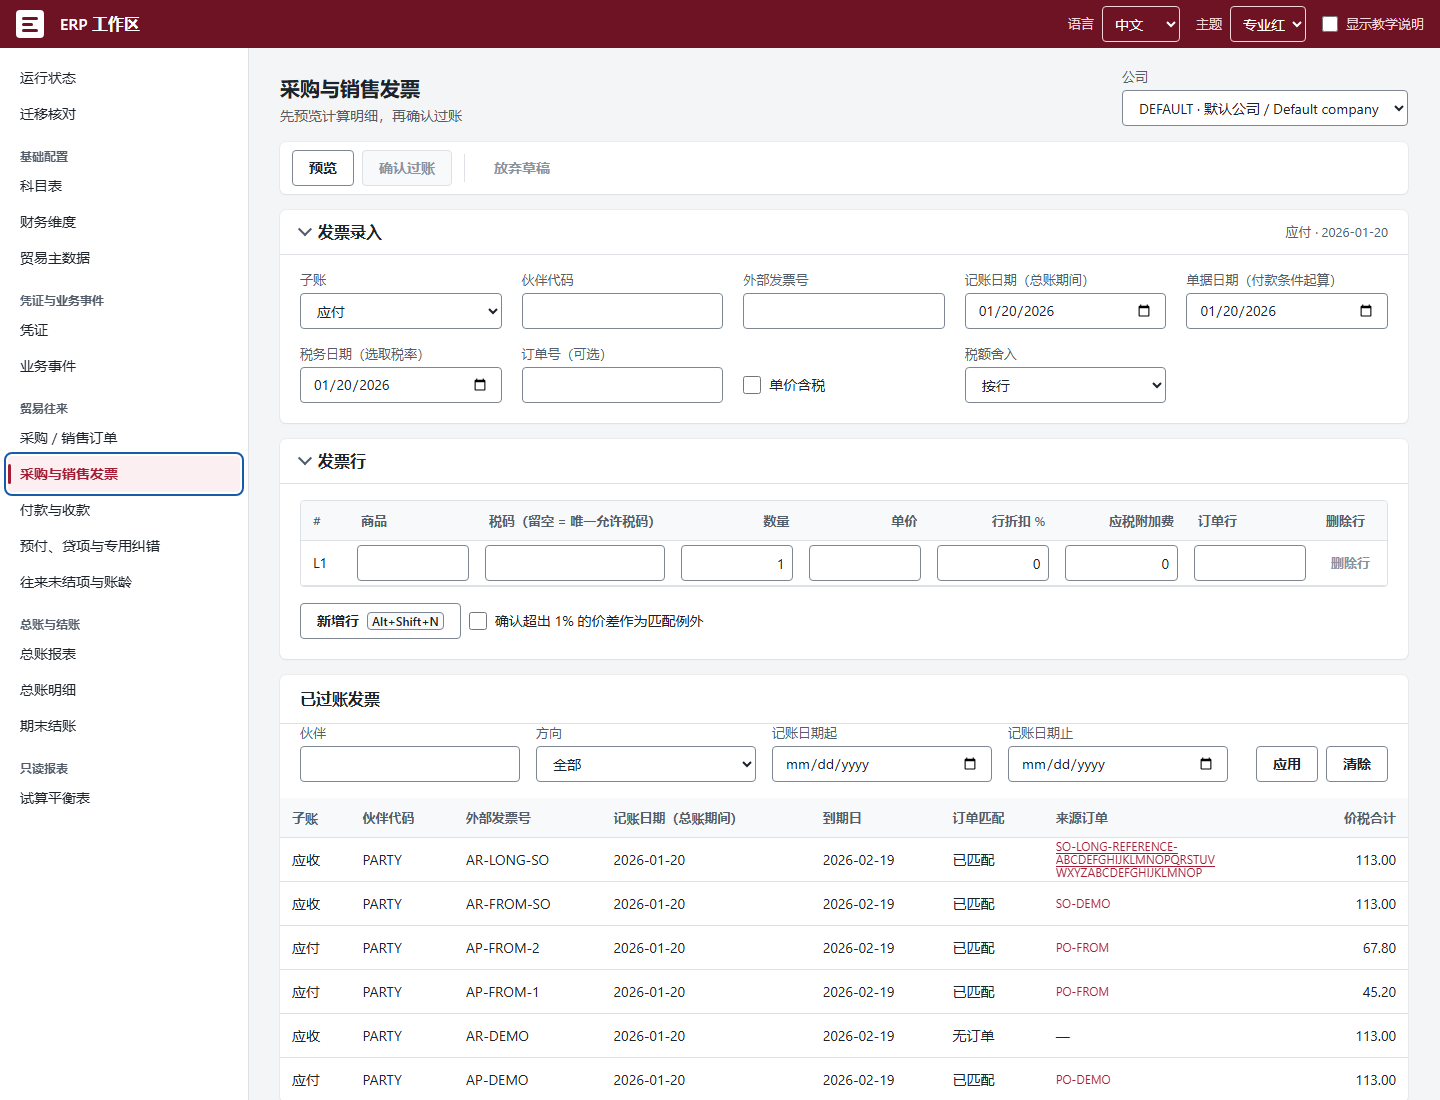 ERP 工作区
语言
中文
主题
专业红
显示教学说明
运行状态
迁移核对
基础配置
科目表
财务维度
贸易主数据
凭证与业务事件
凭证
业务事件
贸易往来
采购 / 销售订单
采购与销售发票
付款与收款
预付、贷项与专用纠错
往来未结项与账龄
总账与结账
总账报表
总账明细
期末结账
只读报表
试算平衡表
采购与销售发票
先预览计算明细，再确认过账
公司
DEFAULT · 默认公司 / Default company
预览
确认过账
放弃草稿
发票录入
应付 · 2026-01-20
子账
伙伴代码
外部发票号
记账日期（总账期间）
单据日期（付款条件起算）
应付
01/20/2026
01/20/2026
税务日期（选取税率）
订单号（可选）
税额舍入
01/20/2026
单价含税
按行
发票行
# 商品 税码（留空 = 唯一允许税码） 数量 单价 行折扣 % 应税附加费 订单行 删除行
L1 1 0 0 删除行
新增行 Alt+Shift+N
确认超出 1% 的价差作为匹配例外
已过账发票
伙伴
方向
记账日期起
记账日期止
全部
mm/dd/yyyy
mm/dd/yyyy
应用
清除
子账 伙伴代码 外部发票号 记账日期（总账期间） 到期日 订单匹配 来源订单 价税合计
应收 PARTY AR-LONG-SO 2026-01-20 2026-02-19 已匹配 SO-LONG-REFERENCE-
ABCDEFGHIJKLMNOPQRSTUV
WXYZABCDEFGHIJKLMNOP 113.00
应收 PARTY AR-FROM-SO 2026-01-20 2026-02-19 已匹配 SO-DEMO 113.00
应付 PARTY AP-FROM-2 2026-01-20 2026-02-19 已匹配 PO-FROM 67.80
应付 PARTY AP-FROM-1 2026-01-20 2026-02-19 已匹配 PO-FROM 45.20
应收 PARTY AR-DEMO 2026-01-20 2026-02-19 无订单 — 113.00
应付 PARTY AP-DEMO 2026-01-20 2026-02-19 已匹配 PO-DEMO 113.00